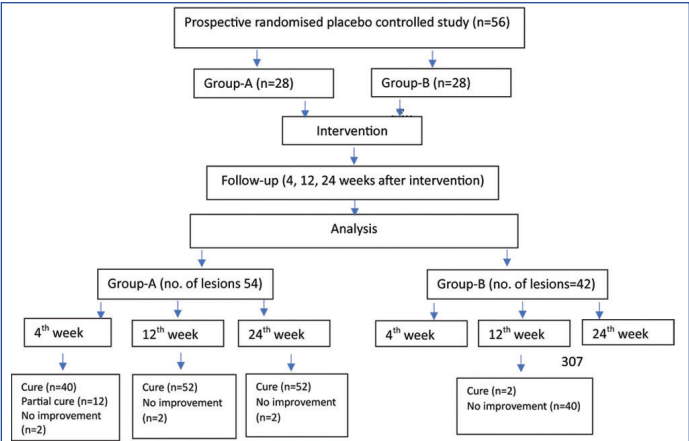 Prospective randomised placebo controlled study (n=56)
Group-A (n=28)
Group-B (n=28)
Intervention
Follow-up (4, 12, 24 weeks after intervention)
Analysis
Group-A (no. of lesions 54)
Group-B (no. of lesions=42)
4th week
12th week
24th week
4th week
12th week
24th week
307
Cure (n=40)
Partial cure (n=12)
No improvement
(n=2)
Cure (n=52)
No improvement
(n=2)
Cure (n=52)
No improvement
(n=2)
Cure (n=2)
No improvement (n=40)